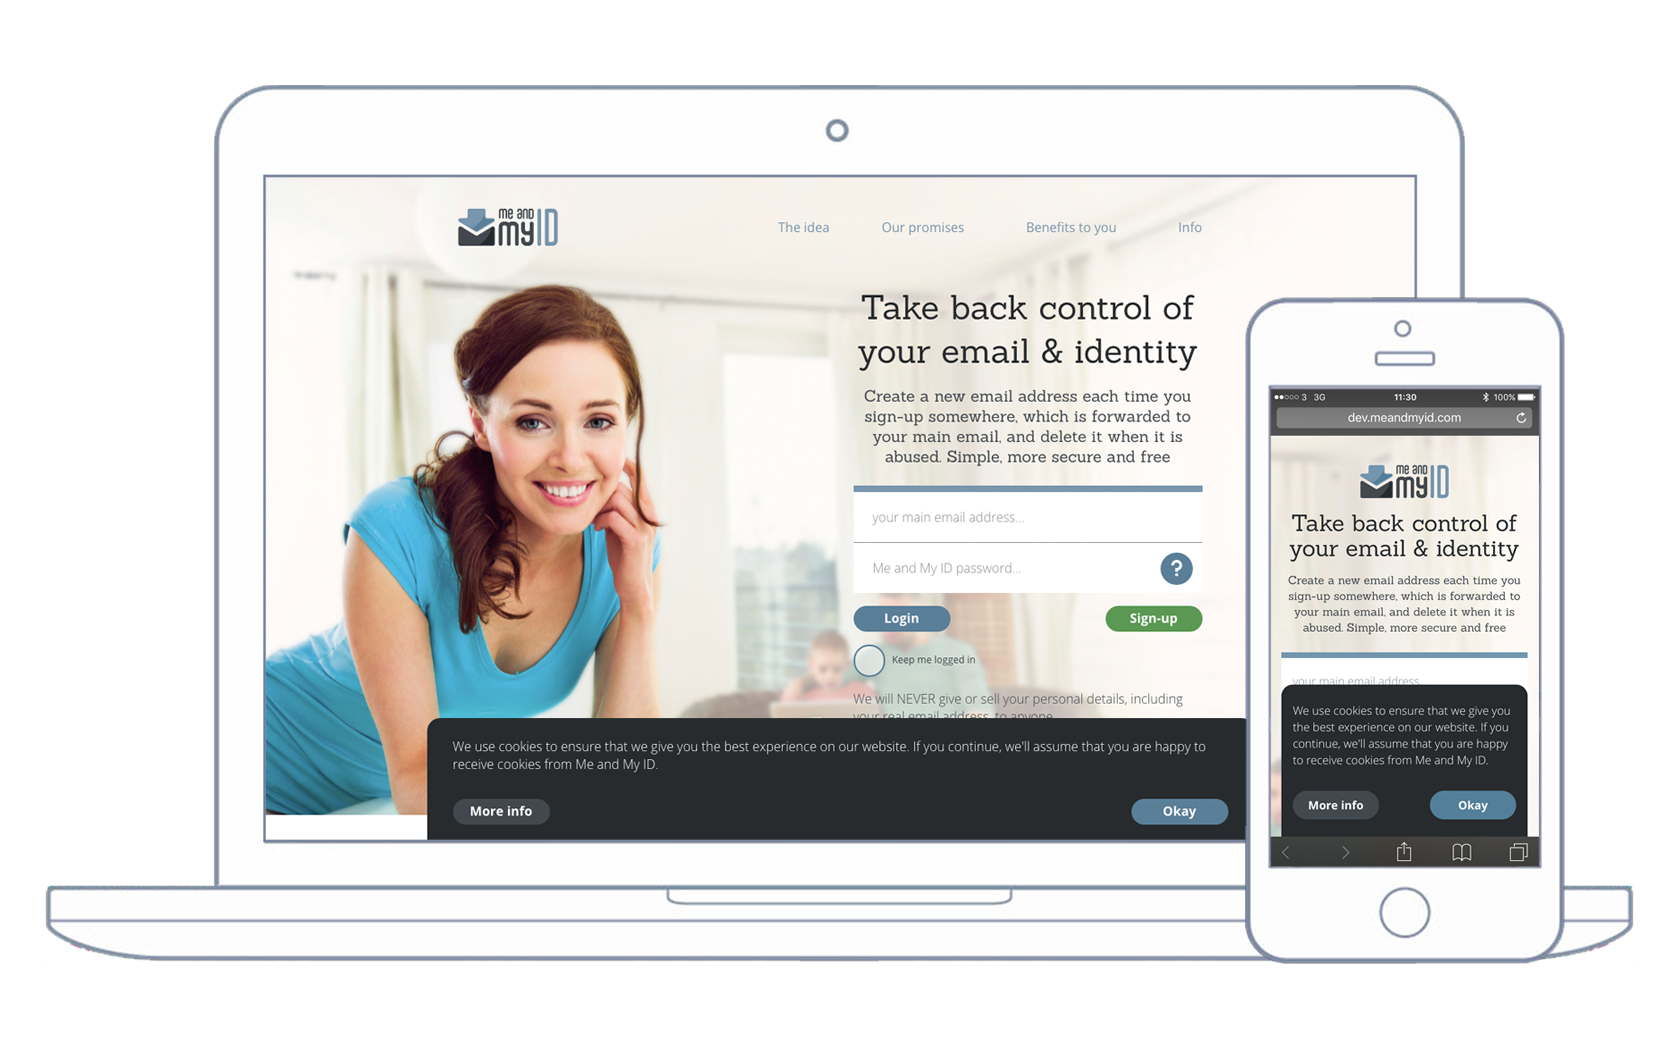 me and
my ID
The idea
Our promises
Benefits to you
Info
Take back control of
your email & identity
Create a new email address each time you
sign-up somewhere, which is forwarded to
your main email, and delete it when it is
abused. Simple, more secure and free
your main email address...
Me and My ID password...
?
Login
Sign-up
Keep me logged in
We will NEVER give or sell your personal details, including
your real email address, to anyone
We use cookies to ensure that we give you the best experience on our website. If you continue, we'll assume that you are happy to
receive cookies from Me and My ID.
More info
Okay
3 3G
11:30
100%
dev.meandmyid.com
me and
my ID
Take back control of
your email & identity
Create a new email address each time you
sign-up somewhere, which is forwarded to
your main email, and delete it when it is
abused. Simple, more secure and free
your main email address...
We use cookies to ensure that we give you
the best experience on our website. If you
continue, we'll assume that you are happy
to receive cookies from Me and My ID.
More info
Okay